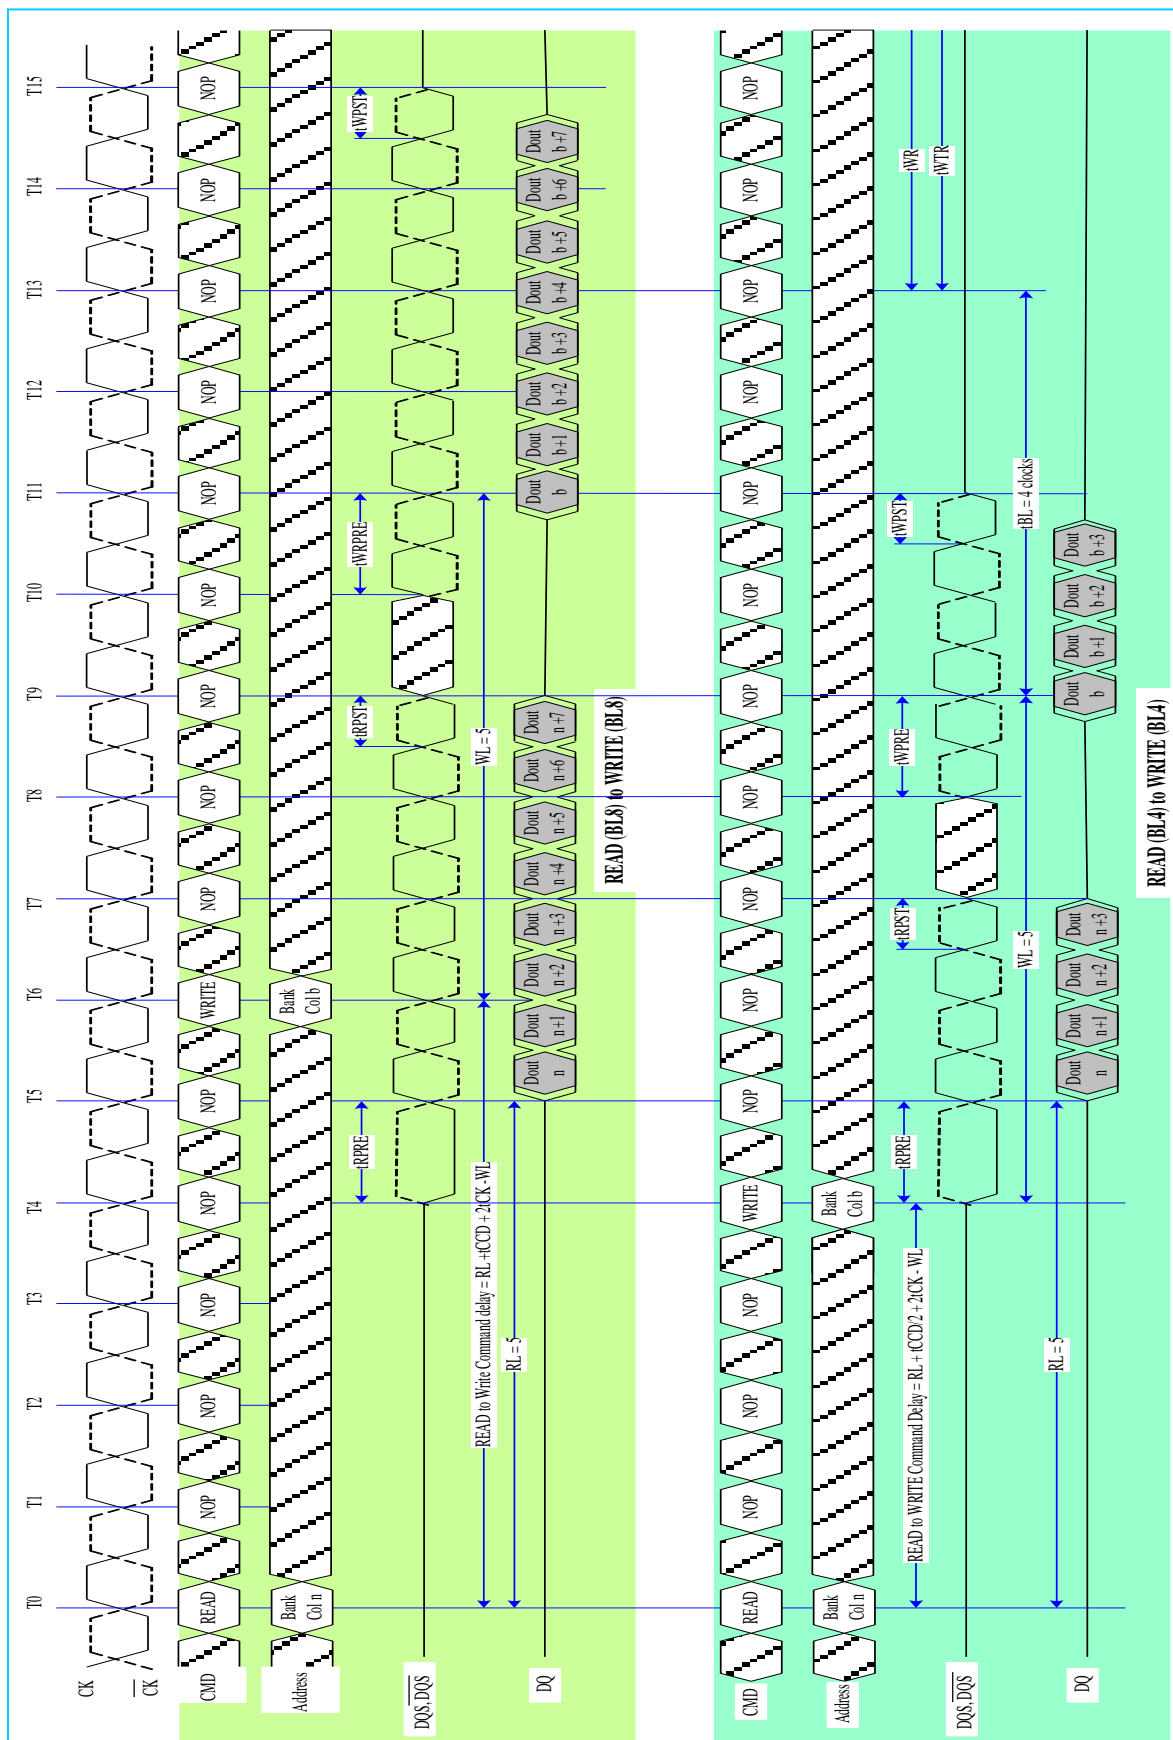 T0 T1 T2 T3 T4 T5 T6 T7 T8 T9 T10 T11 T12 T13 T14 T15
CK
CK
CMD READ NOP NOP NOP NOP NOP WRITE NOP NOP NOP NOP NOP NOP NOP NOP NOP
Address Bank Col n Bank Col b
tRPRE tRPST tWRPRE tWPST
DQS, DQS
READ to Write Command delay = RL +tCCD + 2tCK -WL WL = 5
RL = 5
DQ Dout n Dout n+1 Dout n+2 Dout n+3 Dout n+4 Dout n+5 Dout n+6 Dout n+7 Dout b Dout b+1 Dout b+2 Dout b+3 Dout b+4 Dout b+5 Dout b+6 Dout b+7
READ (BL8) to WRITE (BL8)
CMD READ NOP NOP NOP WRITE NOP NOP NOP NOP NOP NOP NOP NOP NOP NOP NOP
Address Bank Col n Bank Col b
tRPRE tRPST tWPRE tWPST tWR
READ to WRITE Command Delay = RL + tCCD/2 + 2tCK - WL
tWTR
DQS, DQS
WL = 5 tBL = 4 clocks
RL = 5
DQ Dout n Dout n+1 Dout n+2 Dout n+3 Dout b Dout b+1 Dout b+2 Dout b+3
READ (BL4) to WRITE (BL4)